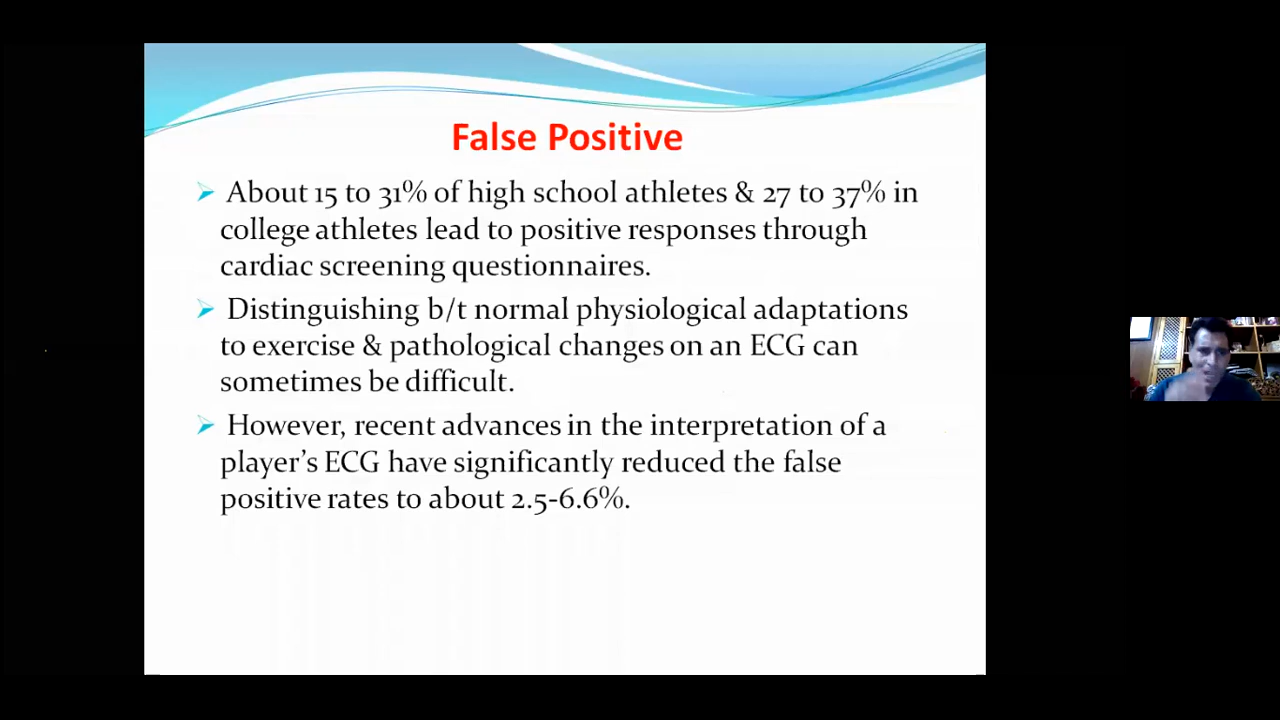 False Positive
About 15 to 31% of high school athletes & 27 to 37% in
college athletes lead to positive responses through
cardiac screening questionnaires.
Distinguishing b/t normal physiological adaptations
to exercise & pathological changes on an ECG can
sometimes be difficult.
However, recent advances in the interpretation of a
player's ECG have significantly reduced the false
positive rates to about 2.5-6.6%.